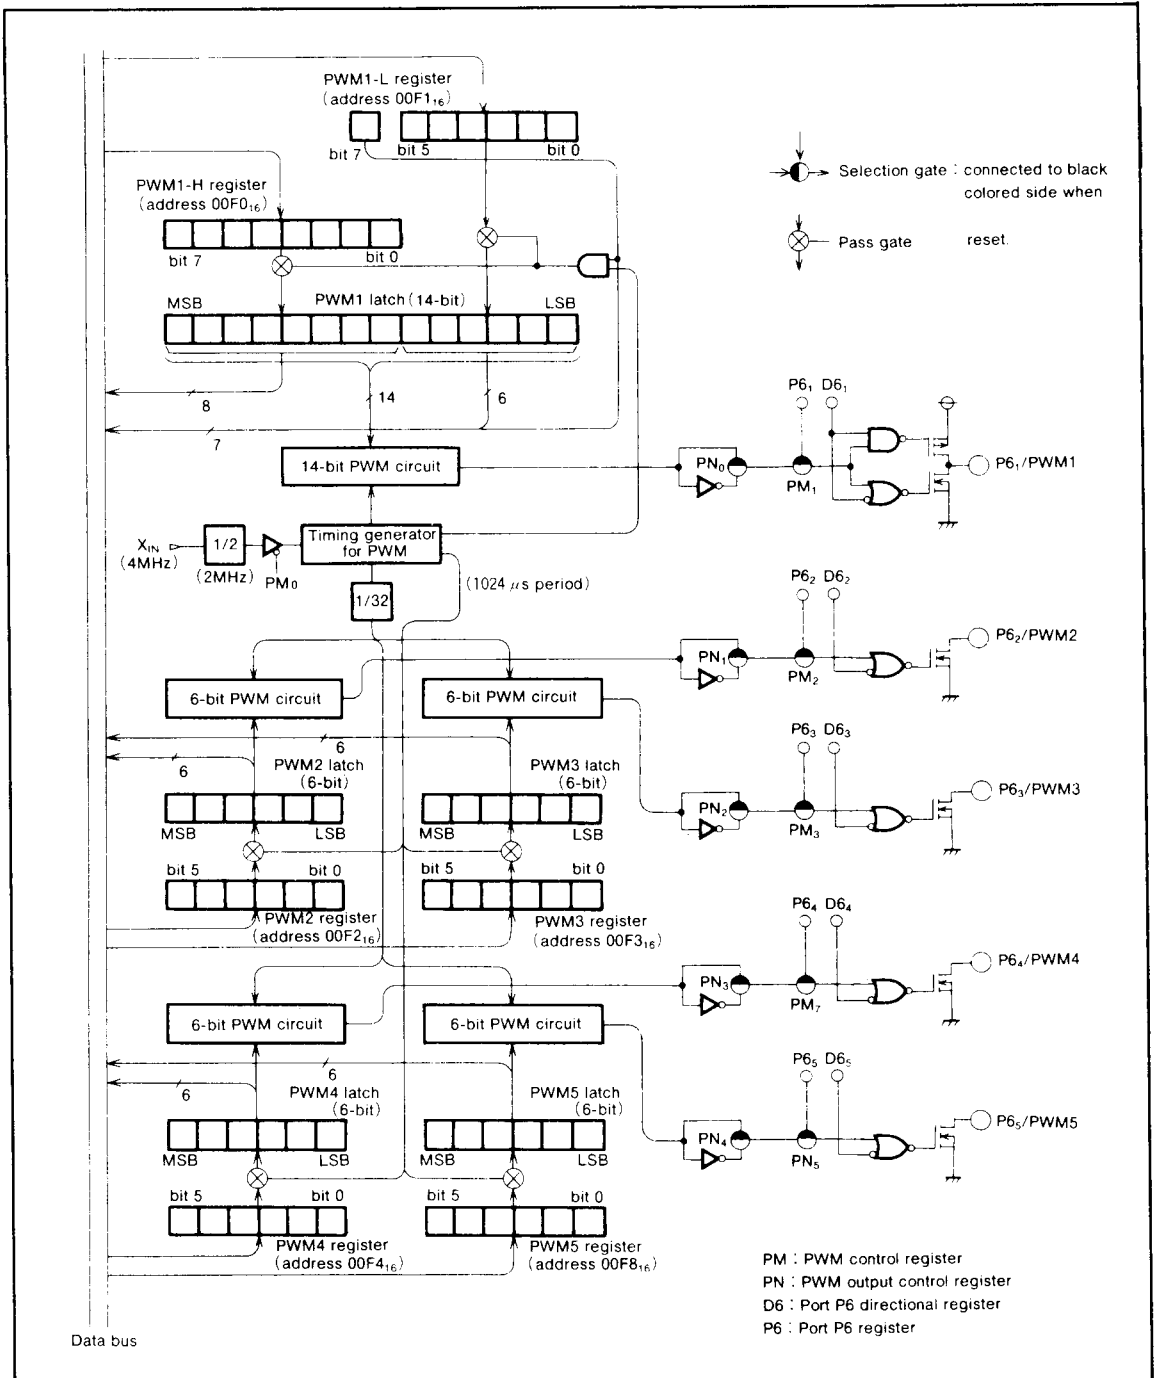 PWM1-L register
(address 00F1₁₆)
bit 7
bit 5
bit 0
PWM1-H register
(address 00F0₁₆)
bit 7
bit 0
Selection gate : connected to black
colored side when
Pass gate
reset.
MSB
PWM1 latch (14-bit)
LSB
8
14
6
7
14-bit PWM circuit
P6₁
D6₁
PN₀
PM₁
P6₁/PWM1
X_IN
(4MHz)
1/2
(2MHz)
PM₀
Timing generator
for PWM
(1024 μs period)
1/32
P6₂
D6₂
PN₁
PM₂
P6₂/PWM2
6-bit PWM circuit
6-bit PWM circuit
6
6
PWM2 latch
(6-bit)
PWM3 latch
(6-bit)
P6₃
D6₃
PN₂
PM₃
P6₃/PWM3
MSB
LSB
MSB
LSB
bit 5
bit 0
bit 5
bit 0
PWM2 register
(address 00F2₁₆)
PWM3 register
(address 00F3₁₆)
P6₄
D6₄
PN₃
PM₇
P6₄/PWM4
6-bit PWM circuit
6-bit PWM circuit
6
6
PWM4 latch
(6-bit)
PWM5 latch
(6-bit)
P6₅
D6₅
PN₄
PN₅
P6₅/PWM5
MSB
LSB
MSB
LSB
bit 5
bit 0
bit 5
bit 0
PWM4 register
(address 00F4₁₆)
PWM5 register
(address 00F8₁₆)
PM : PWM control register
PN : PWM output control register
D6 : Port P6 directional register
P6 : Port P6 register
Data bus